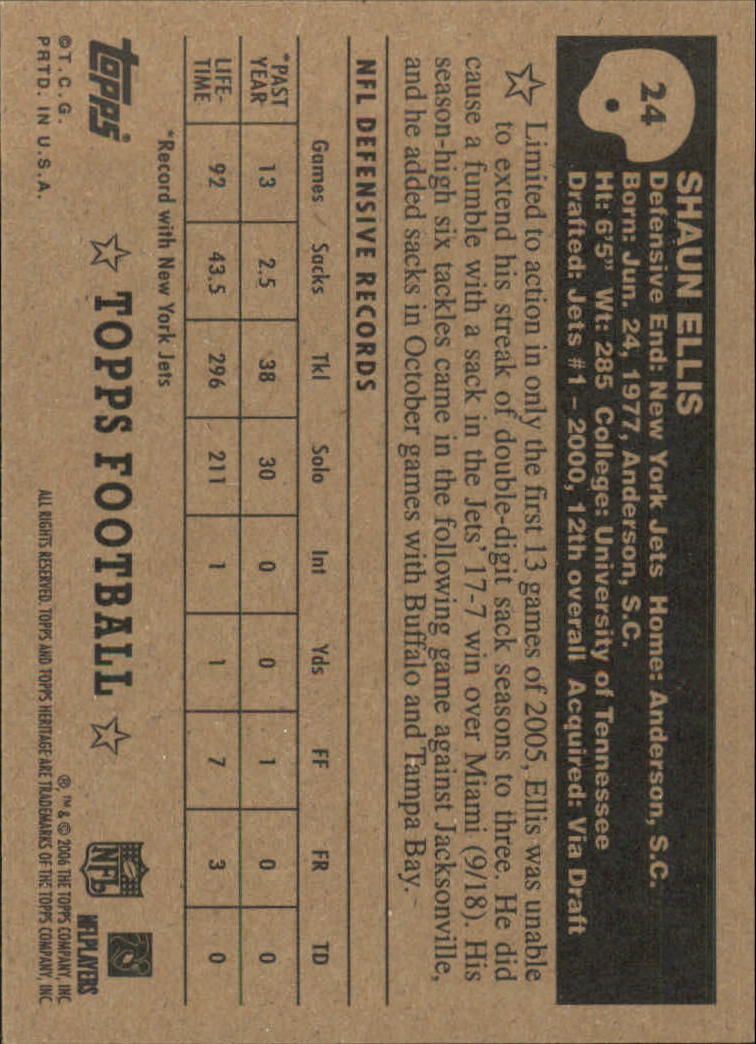 24
SHAUN ELLIS
Defensive End: New York Jets Home: Anderson, S.C.
Born: Jun. 24, 1977, Anderson, S.C.
Ht: 6'5" Wt: 285 College: University of Tennessee
Drafted: Jets #1 – 2000, 12th overall Acquired: Via Draft
Limited to action in only the first 13 games of 2005, Ellis was unable
to extend his streak of double-digit sack seasons to three. He did
cause a fumble with a sack in the Jets' 17-7 win over Miami (9/18). His
season-high six tackles came in the following game against Jacksonville,
and he added sacks in October games with Buffalo and Tampa Bay.
NFL DEFENSIVE RECORDS
Games Sacks Tkl Solo Int Yds FF FR TD
*PAST
YEAR 13 2.5 38 30 0 0 1 0 0
LIFE-
TIME 92 43.5 296 211 1 1 7 3 0
*Record with New York Jets
topps
TOPPS FOOTBALL
NFL
NFLPLAYERS
©T.C.G.
PRTD. IN U.S.A.
®, ™ & © 2006 THE TOPPS COMPANY, INC
ALL RIGHTS RESERVED. TOPPS AND TOPPS HERITAGE ARE TRADEMARKS OF THE TOPPS COMPANY, INC